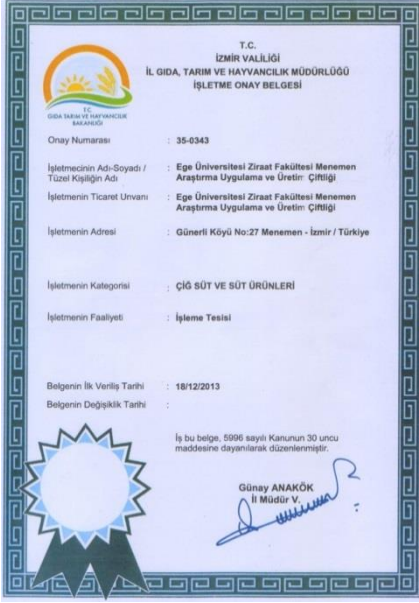 T.C.
İZMİR VALİLİĞİ
İL GIDA, TARIM VE HAYVANCILIK MÜDÜRLÜĞÜ
İŞLETME ONAY BELGESİ
T.C.
GIDA TARIM VE HAYVANCILIK
BAKANLIĞI
Onay Numarası : 35-0343
İşletmecinin Adı-Soyadı / : Ege Üniversitesi Ziraat Fakültesi Menemen
Tüzel Kişiliğin Adı Araştırma Uygulama ve Üretim Çiftliği
İşletmenin Ticaret Unvanı : Ege Üniversitesi Ziraat Fakültesi Menemen
Araştırma Uygulama ve Üretim Çiftliği
İşletmenin Adresi : Günerli Köyü No:27 Menemen - İzmir / Türkiye
İşletmenin Kategorisi : ÇİĞ SÜT VE SÜT ÜRÜNLERİ
İşletmenin Faaliyeti : İşleme Tesisi
Belgenin İlk Veriliş Tarihi : 18/12/2013
Belgenin Değişiklik Tarihi :
İş bu belge, 5996 sayılı Kanunun 30 uncu
maddesine dayanılarak düzenlenmiştir.
Günay ANAKÖK
İl Müdür V.